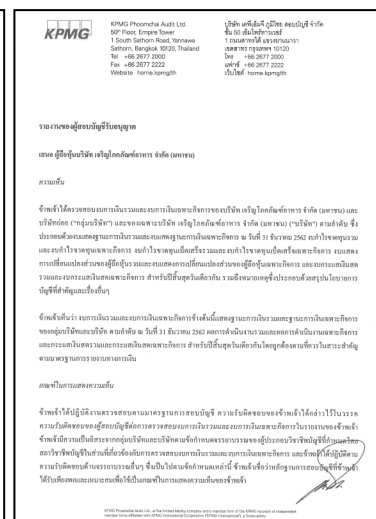 KPMG
KPMG Phoomchai Audit Ltd.
50th Floor, Empire Tower
1 South Sathorn Road, Yannawa
Sathorn, Bangkok 10120, Thailand
Tel +66 2677 2000
Fax +66 2677 2222
Website home.kpmg/th
บริษัท เคพีเอ็มจี ภูมิไชย สอบบัญชี จำกัด
ชั้น 50 เอ็มไพร์ทาวเวอร์
1 ถนนสาทรใต้ แขวงยานนาวา
เขตสาทร กรุงเทพฯ 10120
โทร +66 2677 2000
แฟกซ์ +66 2677 2222
เว็บไซต์ home.kpmg/th
รายงานของผู้สอบบัญชีรับอนุญาต
เสนอ ผู้ถือหุ้นบริษัท เจริญโภคภัณฑ์อาหาร จำกัด (มหาชน)
ความเห็น
ข้าพเจ้าได้ตรวจสอบงบการเงินรวมและงบการเงินเฉพาะกิจการของบริษัท เจริญโภคภัณฑ์อาหาร จำกัด (มหาชน) และ
บริษัทย่อย (“กลุ่มบริษัท”) และของเฉพาะบริษัท เจริญโภคภัณฑ์อาหาร จำกัด (มหาชน) (“บริษัท”) ตามลำดับ ซึ่ง
ประกอบด้วยงบแสดงฐานะการเงินรวมและงบแสดงฐานะการเงินเฉพาะกิจการ ณ วันที่ 31 ธันวาคม 2562 งบกำไรขาดทุนรวม
และงบกำไรขาดทุนเฉพาะกิจการ งบกำไรขาดทุนเบ็ดเสร็จรวมและงบกำไรขาดทุนเบ็ดเสร็จเฉพาะกิจการ งบแสดง
การเปลี่ยนแปลงส่วนของผู้ถือหุ้นรวมและงบแสดงการเปลี่ยนแปลงส่วนของผู้ถือหุ้นเฉพาะกิจการ และงบกระแสเงินสด
รวมและงบกระแสเงินสดเฉพาะกิจการ สำหรับปีสิ้นสุดวันเดียวกัน รวมถึงหมายเหตุซึ่งประกอบด้วยสรุปนโยบายการ
บัญชีที่สำคัญและเรื่องอื่นๆ
ข้าพเจ้าเห็นว่า งบการเงินรวมและงบการเงินเฉพาะกิจการข้างต้นนี้แสดงฐานะการเงินรวมและฐานะการเงินเฉพาะกิจการ
ของกลุ่มบริษัทและบริษัท ตามลำดับ ณ วันที่ 31 ธันวาคม 2562 ผลการดำเนินงานรวมและผลการดำเนินงานเฉพาะกิจการ
และกระแสเงินสดรวมและกระแสเงินสดเฉพาะกิจการ สำหรับปีสิ้นสุดวันเดียวกันโดยถูกต้องตามที่ควรในสาระสำคัญ
ตามมาตรฐานการรายงานทางการเงิน
เกณฑ์ในการแสดงความเห็น
ข้าพเจ้าได้ปฏิบัติงานตรวจสอบตามมาตรฐานการสอบบัญชี ความรับผิดชอบของข้าพเจ้าได้กล่าวไว้ในวรรค
ความรับผิดชอบของผู้สอบบัญชีต่อการตรวจสอบงบการเงินรวมและงบการเงินเฉพาะกิจการในรายงานของข้าพเจ้า
ข้าพเจ้ามีความเป็นอิสระจากกลุ่มบริษัทและบริษัทตามข้อกำหนดจรรยาบรรณของผู้ประกอบวิชาชีพบัญชีที่กำหนดโดย
สภาวิชาชีพบัญชีในส่วนที่เกี่ยวข้องกับการตรวจสอบงบการเงินรวมและงบการเงินเฉพาะกิจการ และข้าพเจ้าได้ปฏิบัติตาม
ความรับผิดชอบด้านจรรยาบรรณอื่นๆ ซึ่งเป็นไปตามข้อกำหนดเหล่านี้ ข้าพเจ้าเชื่อว่าหลักฐานการสอบบัญชีที่ข้าพเจ้า
ได้รับเพียงพอและเหมาะสมเพื่อใช้เป็นเกณฑ์ในการแสดงความเห็นของข้าพเจ้า
KPMG Phoomchai Audit Ltd., a Thai limited liability company and a member firm of the KPMG network of independent
member firms affiliated with KPMG International Cooperative (“KPMG International”), a Swiss entity.